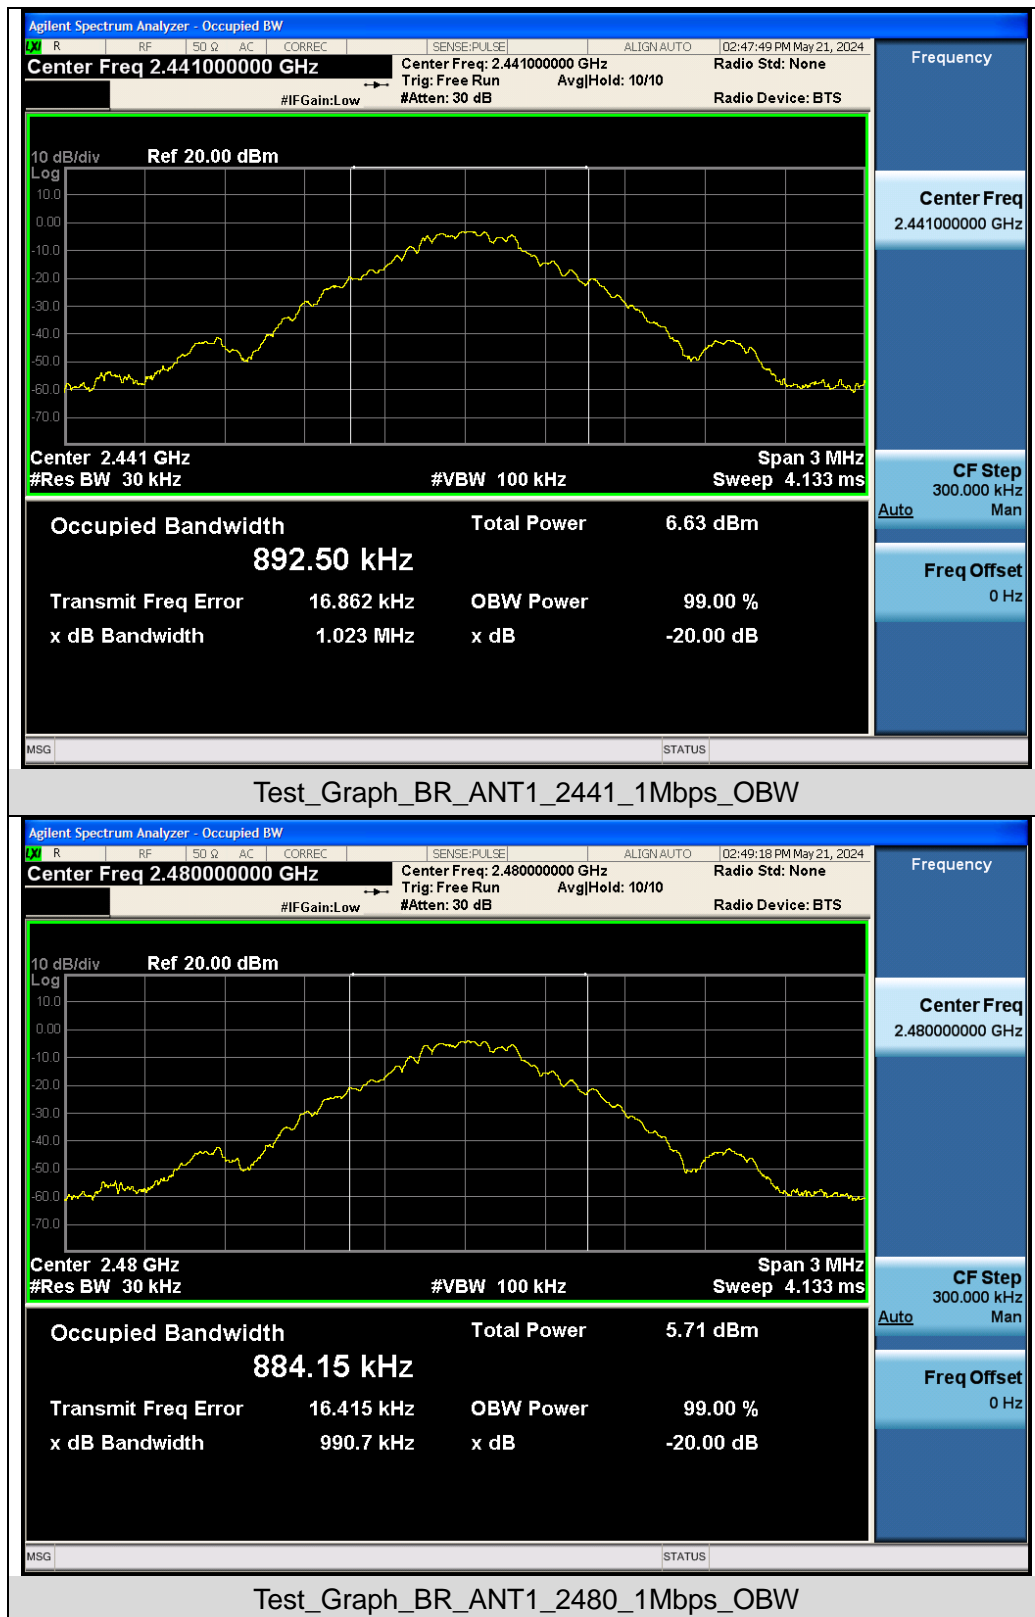 Agilent Spectrum Analyzer - Occupied BW
LXI R RF 50 Ω AC CORREC SENSE:PULSE ALIGN AUTO 02:47:49 PM May 21, 2024
Center Freq 2.441000000 GHz
Center Freq: 2.441000000 GHz Radio Std: None
Trig: Free Run Avg|Hold: 10/10
#IFGain:Low #Atten: 30 dB Radio Device: BTS
10 dB/div Ref 20.00 dBm
Log
10.0
0.00
-10.0
-20.0
-30.0
-40.0
-50.0
-60.0
-70.0
Center 2.441 GHz Span 3 MHz
#Res BW 30 kHz #VBW 100 kHz Sweep 4.133 ms
Occupied Bandwidth Total Power 6.63 dBm
892.50 kHz
Transmit Freq Error 16.862 kHz OBW Power 99.00 %
x dB Bandwidth 1.023 MHz x dB -20.00 dB
MSG STATUS
Frequency
Center Freq
2.441000000 GHz
CF Step
300.000 kHz
Auto Man
Freq Offset
0 Hz
Test_Graph_BR_ANT1_2441_1Mbps_OBW
Agilent Spectrum Analyzer - Occupied BW
LXI R RF 50 Ω AC CORREC SENSE:PULSE ALIGN AUTO 02:49:18 PM May 21, 2024
Center Freq 2.480000000 GHz
Center Freq: 2.480000000 GHz Radio Std: None
Trig: Free Run Avg|Hold: 10/10
#IFGain:Low #Atten: 30 dB Radio Device: BTS
10 dB/div Ref 20.00 dBm
Log
10.0
0.00
-10.0
-20.0
-30.0
-40.0
-50.0
-60.0
-70.0
Center 2.48 GHz Span 3 MHz
#Res BW 30 kHz #VBW 100 kHz Sweep 4.133 ms
Occupied Bandwidth Total Power 5.71 dBm
884.15 kHz
Transmit Freq Error 16.415 kHz OBW Power 99.00 %
x dB Bandwidth 990.7 kHz x dB -20.00 dB
MSG STATUS
Frequency
Center Freq
2.480000000 GHz
CF Step
300.000 kHz
Auto Man
Freq Offset
0 Hz
Test_Graph_BR_ANT1_2480_1Mbps_OBW